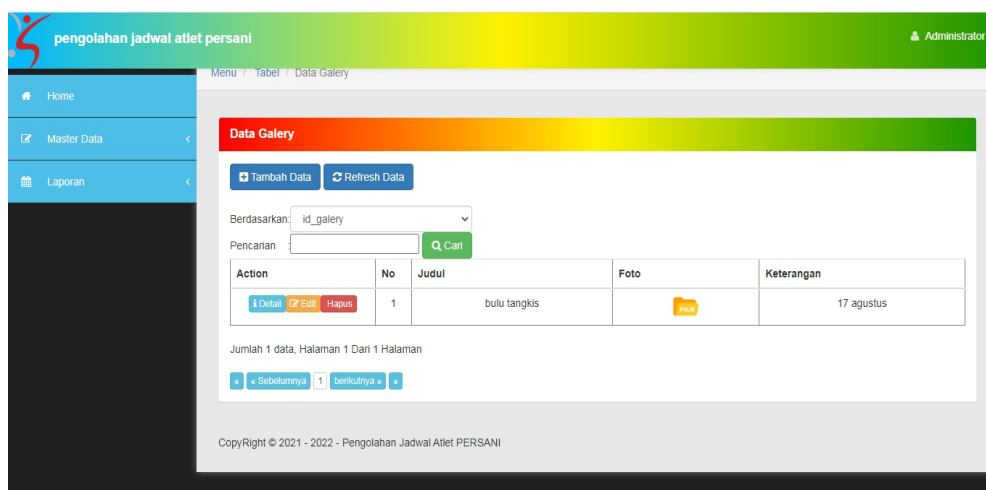 pengolahan jadwal atlet persani
Administrator
Menu / Tabel / Data Galery
Home
Master Data
Laporan
Data Galery
Tambah Data
Refresh Data
Berdasarkan: id_galery
Pencarian : Cari
Action No Judul Foto Keterangan
Detail Edit Hapus 1 bulu tangkis FILE 17 agustus
Jumlah 1 data, Halaman 1 Dari 1 Halaman
« « Sebelumnya 1 berikutnya » »
CopyRight © 2021 - 2022 - Pengolahan Jadwal Atlet PERSANI